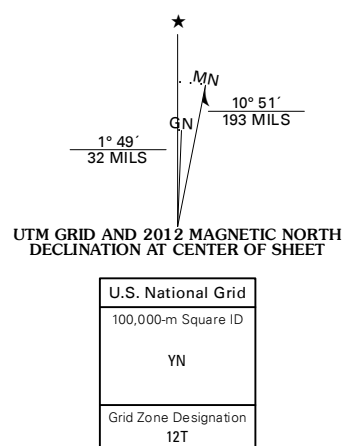 ★
MN
GN
10° 51´
193 MILS
1° 49´
32 MILS
UTM GRID AND 2012 MAGNETIC NORTH
DECLINATION AT CENTER OF SHEET
U.S. National Grid
100,000-m Square ID
YN
Grid Zone Designation
12T